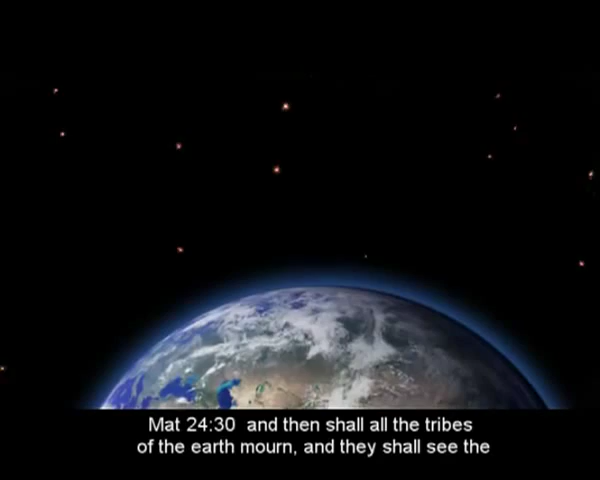 Mat 24:30  and then shall all the tribes
of the earth mourn, and they shall see the